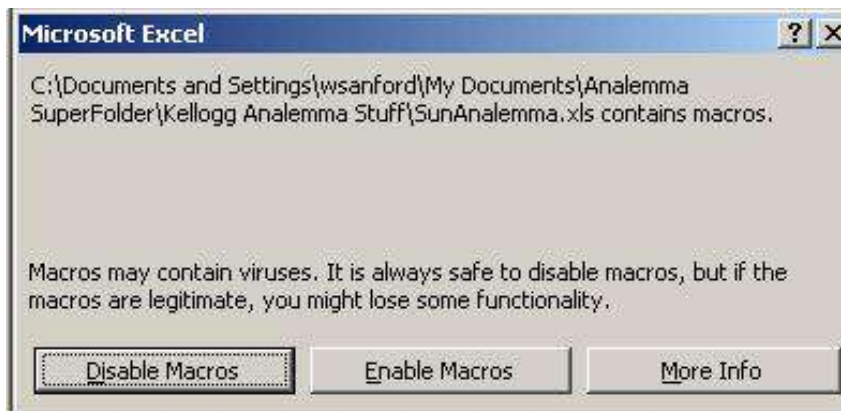 Microsoft Excel
C:\Documents and Settings\wsanford\My Documents\Analemma
SuperFolder\Kellogg Analemma Stuff\SunAnalemma.xls contains macros.
Macros may contain viruses. It is always safe to disable macros, but if the
macros are legitimate, you might lose some functionality.
Disable Macros Enable Macros More Info